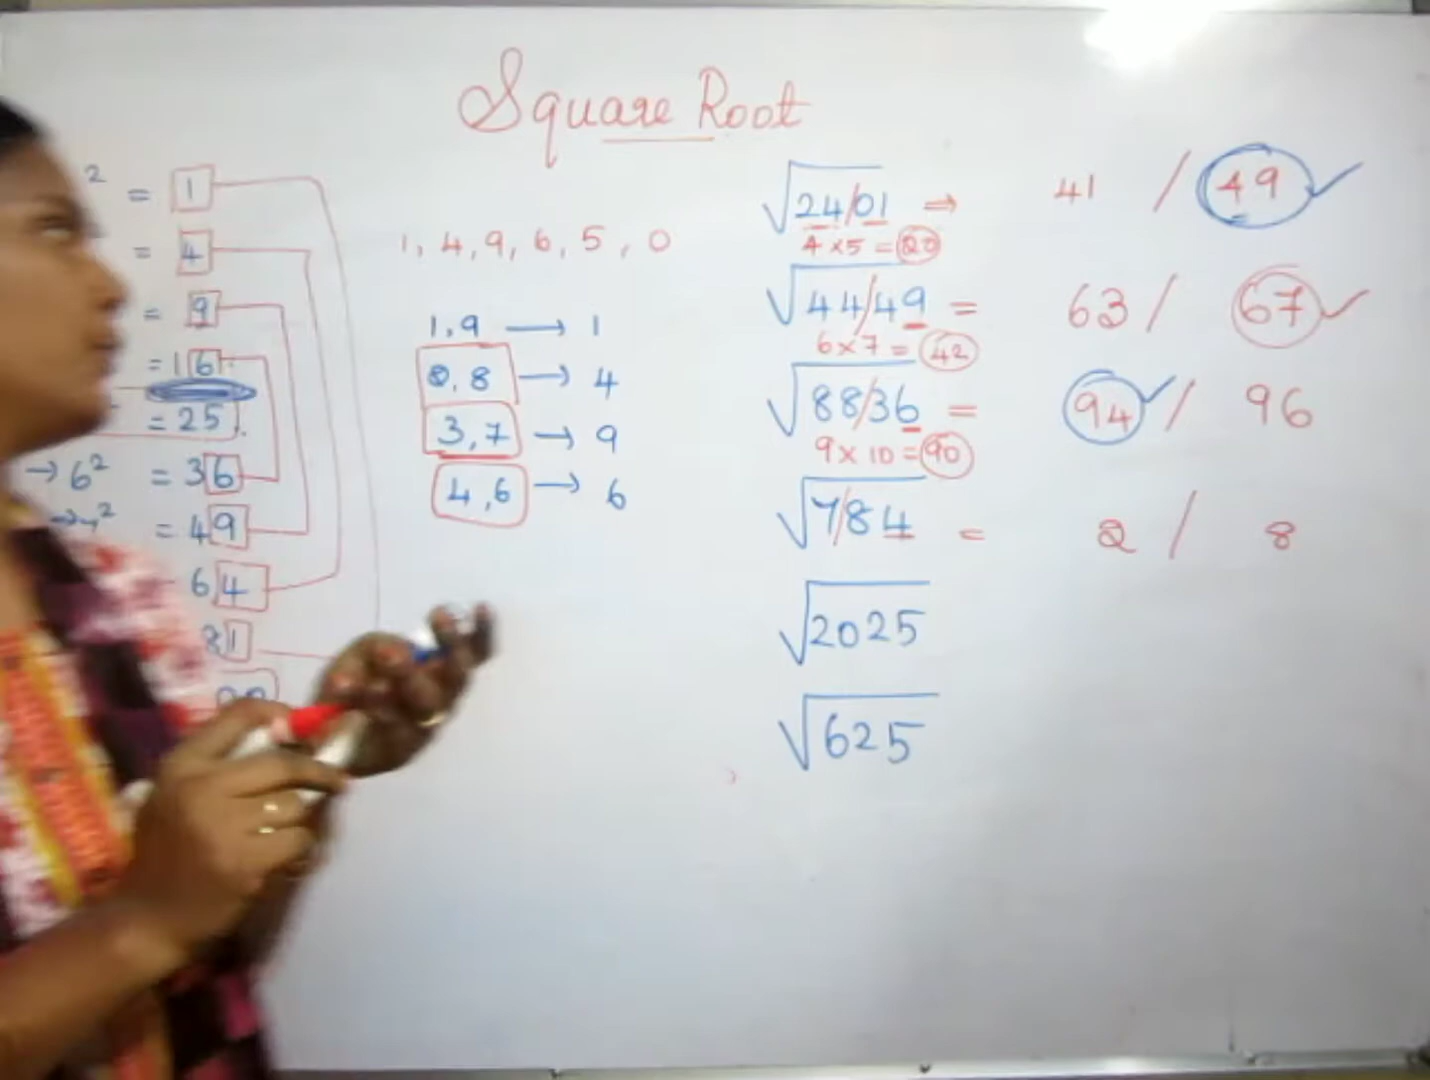 Square Root
2 = 1
= 4
= 9
= 16
= 25
→ 6² = 36
→ 7² = 49
64
81
1, 4, 9, 6, 5, 0
1, 9 → 1
2, 8 → 4
3, 7 → 9
4, 6 → 6
√24/01 ⇒ 41 / 49 ✓
4 × 5 = 20
√44/49 = 63 / 67 ✓
6 × 7 = 42
√88/36 = 94 ✓ / 96
9 × 10 = 90
√7/84 = 2 / 8
√2025
√625